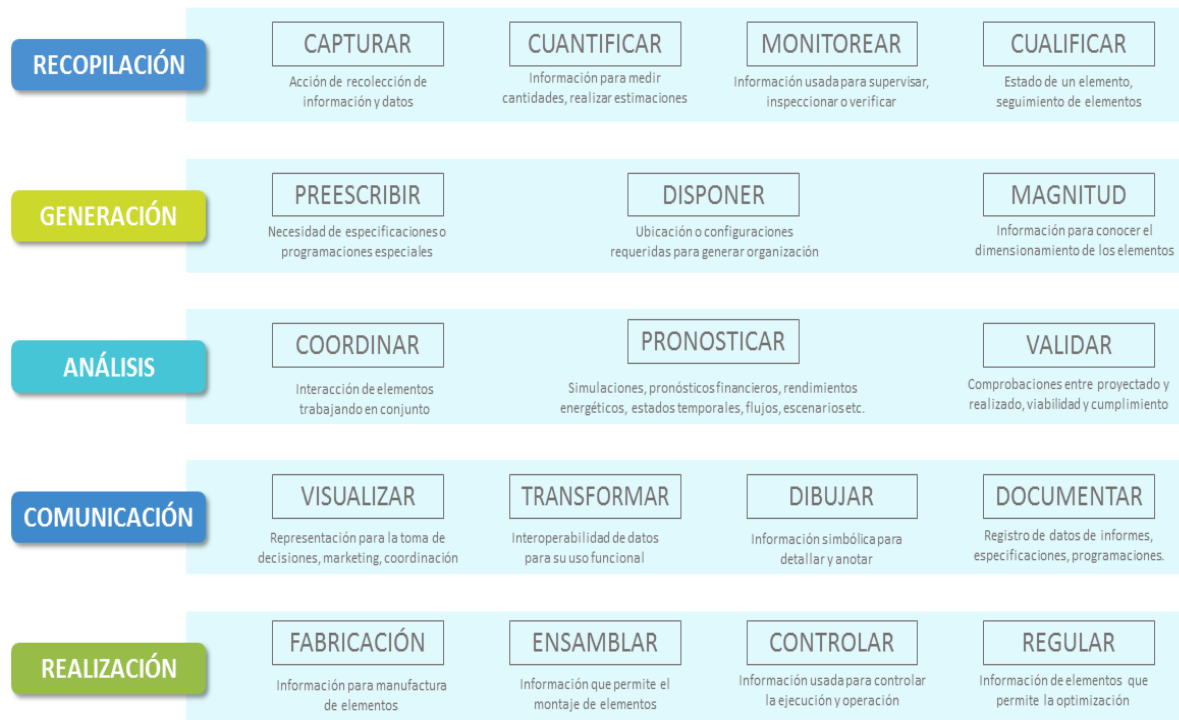 RECOPILACIÓN
CAPTURAR
Acción de recolección de
información y datos
CUANTIFICAR
Información para medir
cantidades, realizar estimaciones
MONITOREAR
Información usada para supervisar,
inspeccionar o verificar
CUALIFICAR
Estado de un elemento,
seguimiento de elementos
GENERACIÓN
PREESCRIBIR
Necesidad de especificaciones o
programaciones especiales
DISPONER
Ubicación o configuraciones
requeridas para generar organización
MAGNITUD
Información para conocer el
dimensionamiento de los elementos
ANÁLISIS
COORDINAR
Interacción de elementos
trabajando en conjunto
PRONOSTICAR
Simulaciones, pronósticos financieros, rendimientos
energéticos, estados temporales, flujos, escenarios etc.
VALIDAR
Comprobaciones entre proyectado y
realizado, viabilidad y cumplimiento
COMUNICACIÓN
VISUALIZAR
Representación para la toma de
decisiones, marketing, coordinación
TRANSFORMAR
Interoperabilidad de datos
para su uso funcional
DIBUJAR
Información simbólica para
detallar y anotar
DOCUMENTAR
Registro de datos de informes,
especificaciones, programaciones.
REALIZACIÓN
FABRICACIÓN
Información para manufactura
de elementos
ENSAMBLAR
Información que permite el
montaje de elementos
CONTROLAR
Información usada para controlar
la ejecución y operación
REGULAR
Información de elementos que
permite la optimización